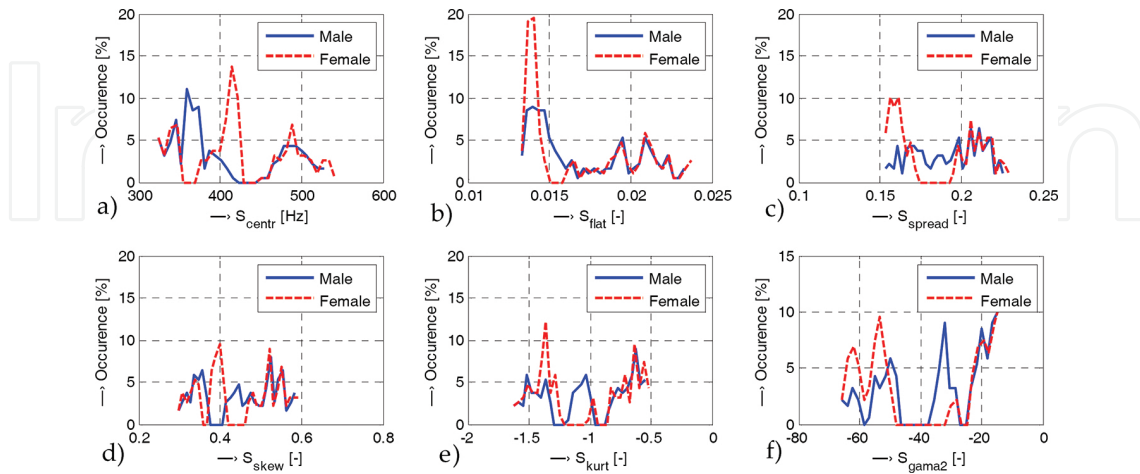 20
15
10
5
0
→ Occurence [%]
Male
Female
300 400 500 600
a)
→ S_centr [Hz]
20
15
10
5
0
→ Occurence [%]
Male
Female
0.01 0.015 0.02 0.025
b)
→ S_flat [-]
20
15
10
5
0
→ Occurence [%]
Male
Female
0.1 0.15 0.2 0.25
c)
→ S_spread [-]
20
15
10
5
0
→ Occurence [%]
Male
Female
0.2 0.4 0.6 0.8
d)
→ S_skew [-]
20
15
10
5
0
→ Occurence [%]
Male
Female
-2 -1.5 -1 -0.5 0
e)
→ S_kurt [-]
15
10
5
0
→ Occurence [%]
Male
Female
-80 -60 -40 -20 0
f)
→ S_gama2 [-]